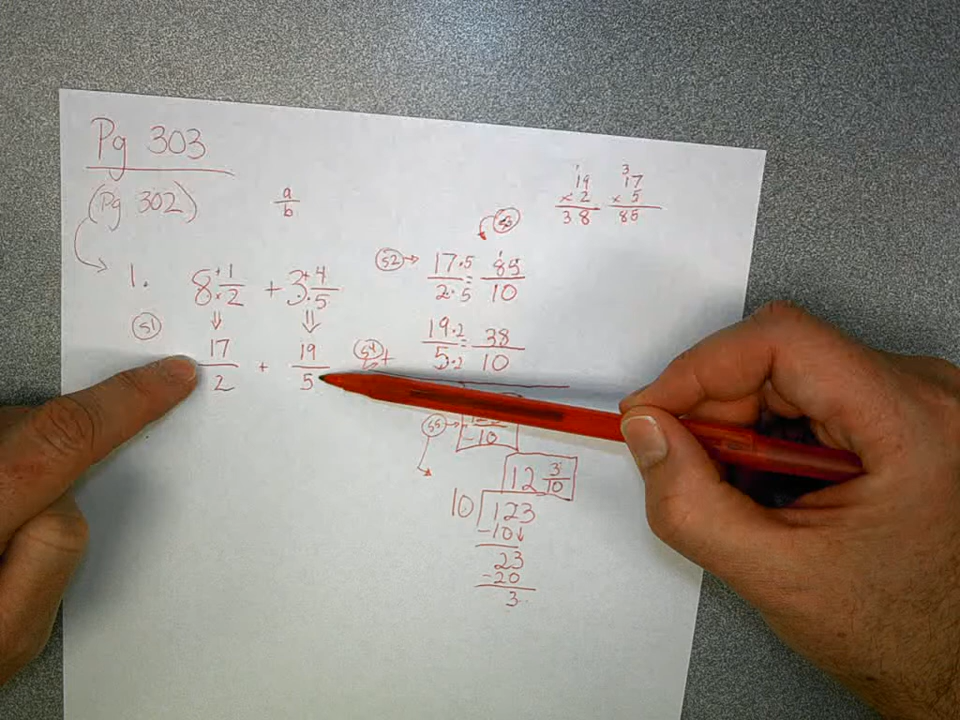 Pg 303
(Pg 302)
a
b
1
19
× 2
38
3
17
× 5
85
1. 8 + 1/2 + 3 + 4/5
×
S1
17/2 + 19/5
S2 → 17·5/2·5 = 85/10
S3
19·2/5·2 = 38/10
S4 +
S5 →
10
12 3/10
10 123
-10↓
23
-20
3